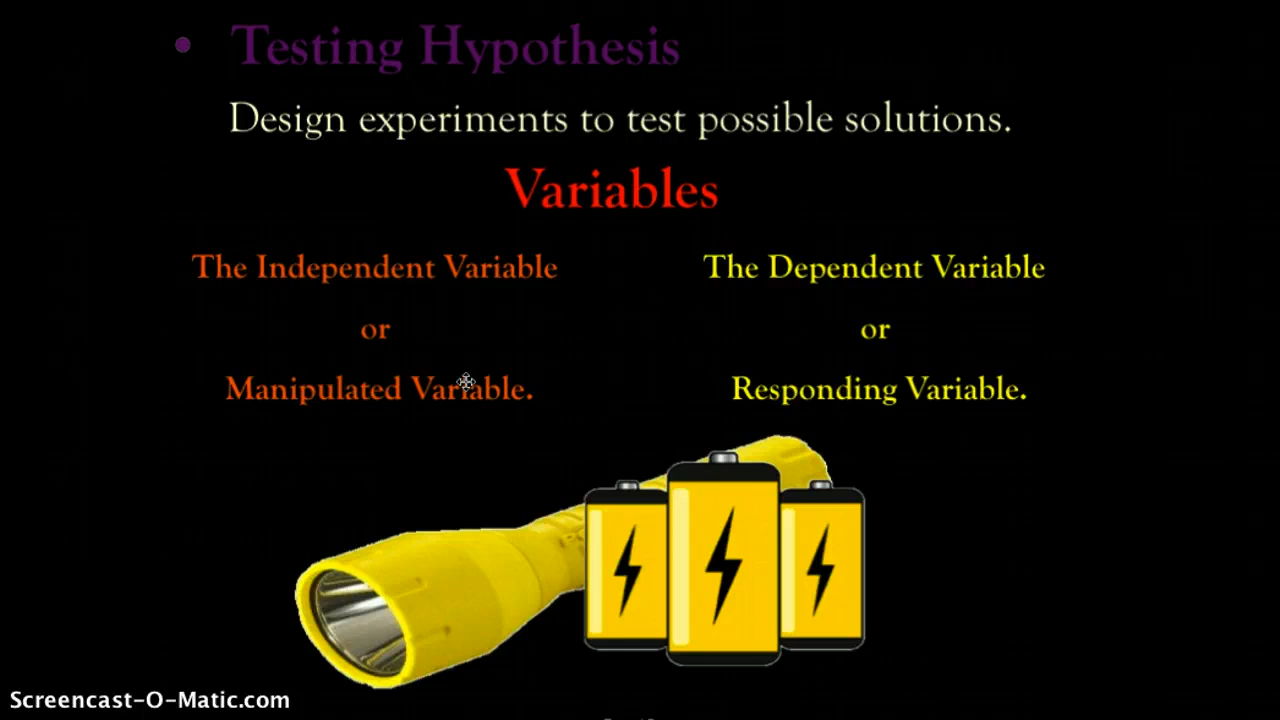 • Testing Hypothesis
Design experiments to test possible solutions.
Variables
The Independent Variable
or
Manipulated Variable.
The Dependent Variable
or
Responding Variable.
Screencast-O-Matic.com